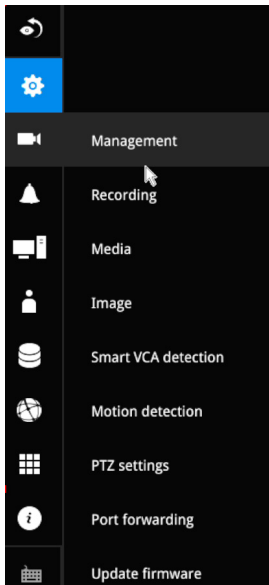 Management
Recording
Media
Image
Smart VCA detection
Motion detection
PTZ settings
Port forwarding
Update firmware